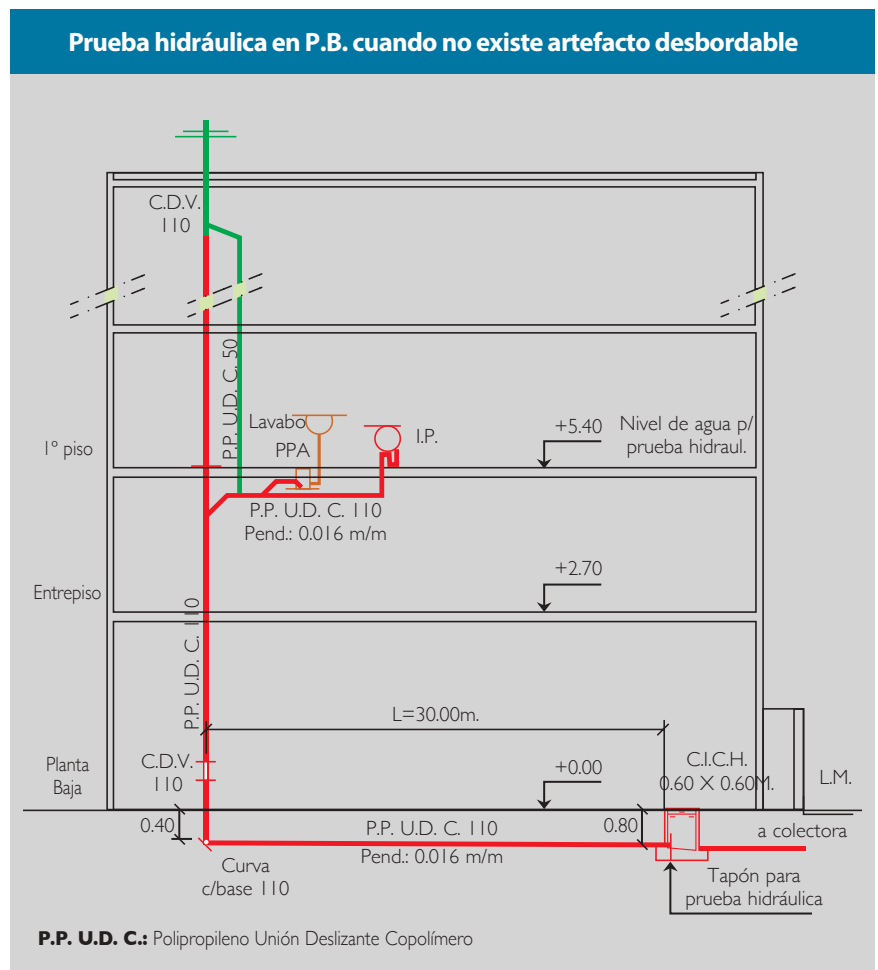 Prueba hidráulica en P.B. cuando no existe artefacto desbordable
C.D.V.
110
P.P. U.D. C. 50
Lavabo
PPA
I.P.
+5.40
Nivel de agua p/
prueba hidraul.
1º piso
P.P. U.D. C. 110
Pend.: 0.016 m/m
+2.70
Entrepiso
P.P. U.D. C. 110
L=30.00m.
Planta
Baja
C.D.V.
110
+0.00
C.I.C.H.
0.60 X 0.60M.
L.M.
0.40
P.P. U.D. C. 110
0.80
a colectora
Pend.: 0.016 m/m
Curva
c/base 110
Tapón para
prueba hidráulica
P.P. U.D. C.: Polipropileno Unión Deslizante Copolímero